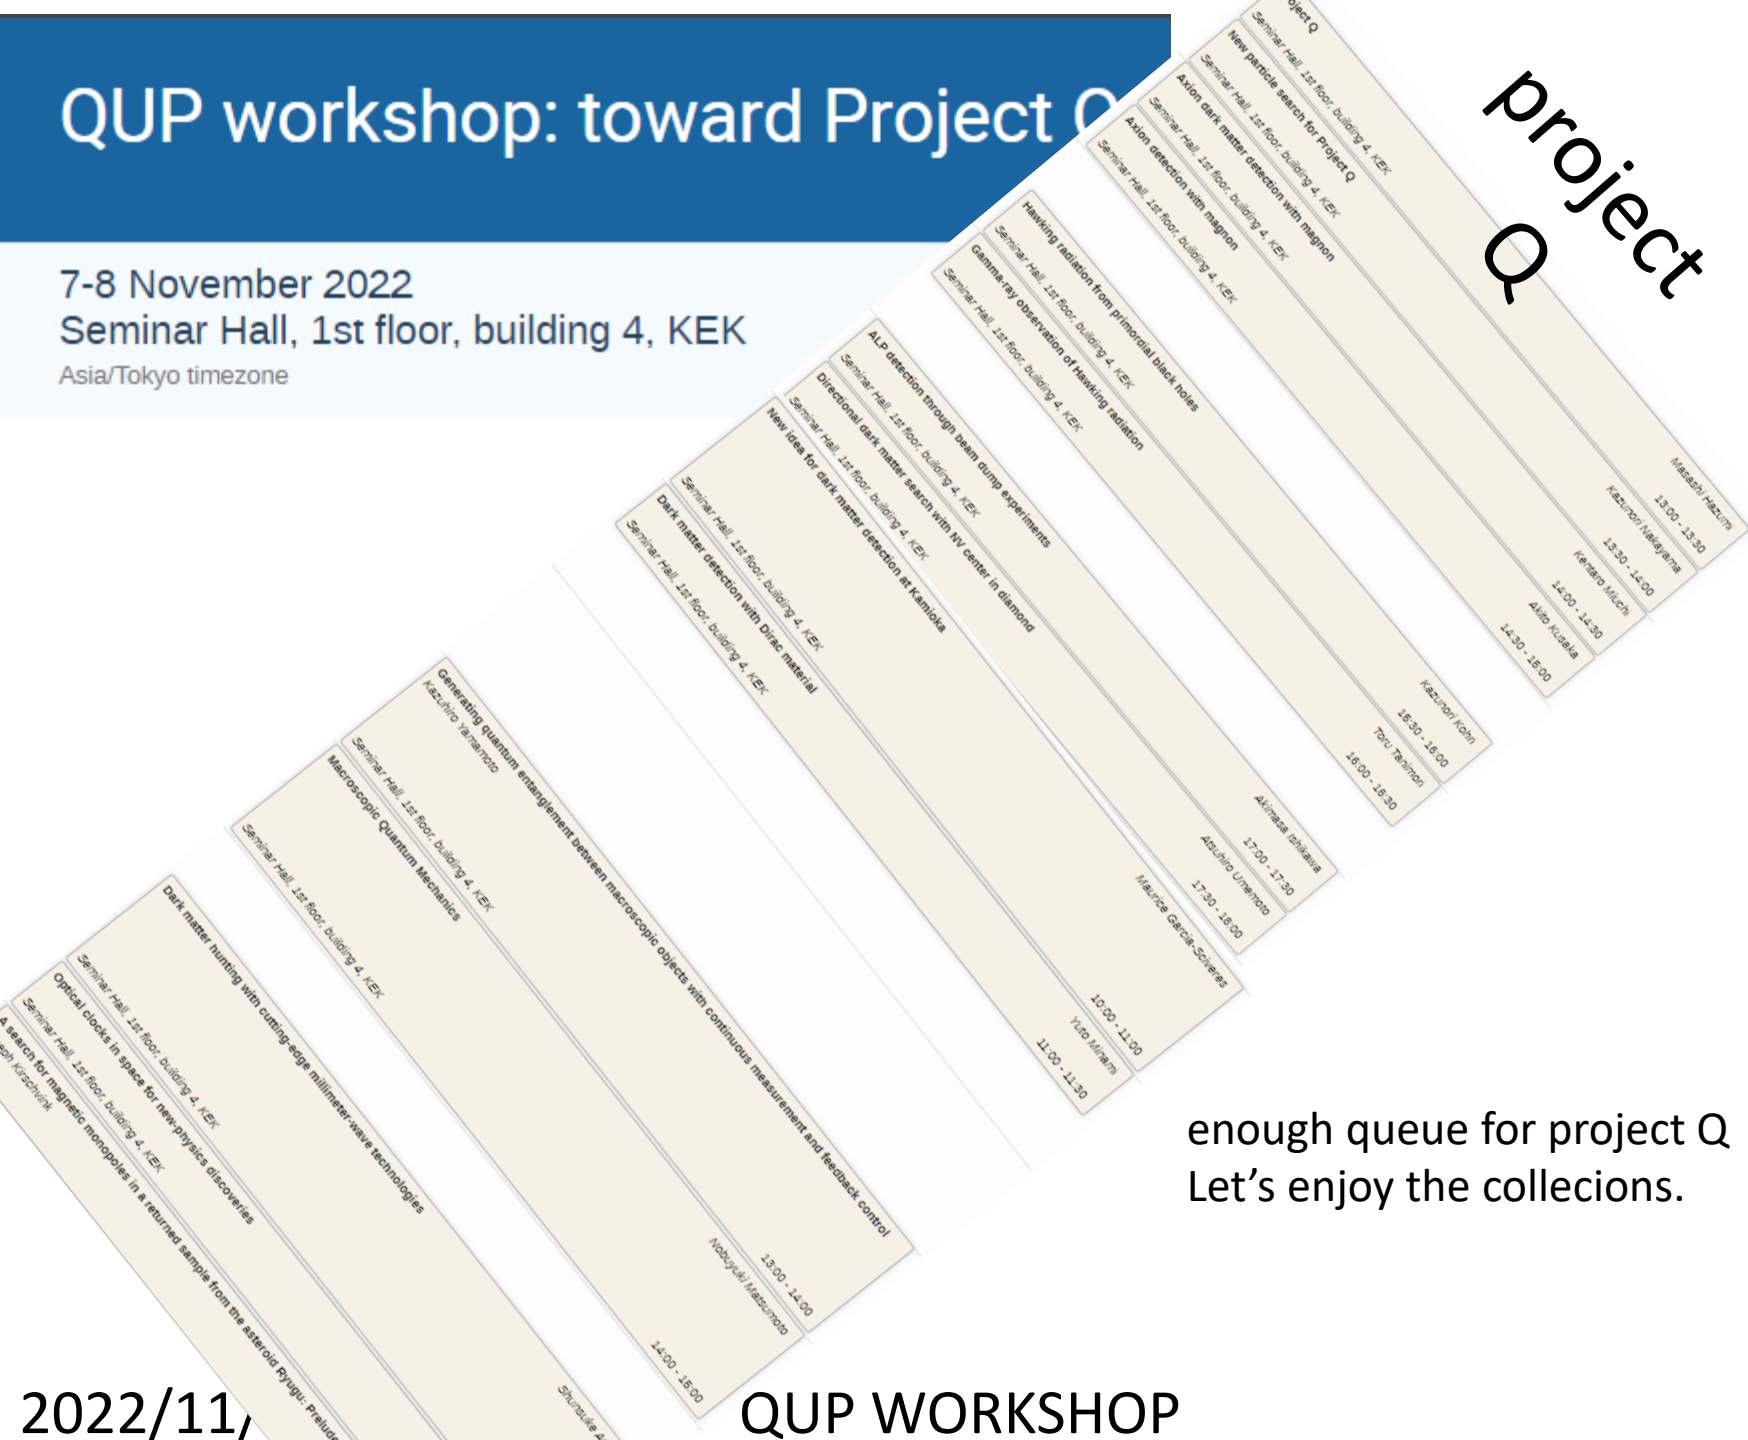 QUP workshop: toward Project Q
7-8 November 2022
Seminar Hall, 1st floor, building 4, KEK
Asia/Tokyo timezone
project
Q
oject Q
Seminar Hall, 1st floor, building 4, KEK
Masashi Hazumi
13:00 - 13:30
New particle search for Project Q
Seminar Hall, 1st floor, building 4, KEK
Kazunori Nakayama
13:30 - 14:00
Axion dark matter detection with magnon
Seminar Hall, 1st floor, building 4, KEK
Kentaro Miuchi
14:00 - 14:30
Axion detection with magnon
Seminar Hall, 1st floor, building 4, KEK
Akito Kusaka
14:30 - 15:00
Hawking radiation from primordial black holes
Seminar Hall, 1st floor, building 4, KEK
Kazunori Kohri
15:30 - 16:00
Gamma-ray observation of Hawking radiation
Seminar Hall, 1st floor, building 4, KEK
Toru Tanimori
16:00 - 16:30
ALP detection through beam dump experiments
Seminar Hall, 1st floor, building 4, KEK
Akimasa Ishikawa
17:00 - 17:30
Directional dark matter search with NV center in diamond
Seminar Hall, 1st floor, building 4, KEK
Atsuhiro Umemoto
17:30 - 18:00
New idea for dark matter detection at Kamioka
Seminar Hall, 1st floor, building 4, KEK
Maurice Garcia-Sciveres
10:00 - 11:00
Dark matter detection with Dirac material
Seminar Hall, 1st floor, building 4, KEK
Yuto Minami
11:00 - 11:30
Generating quantum entanglement between macroscopic objects with continuous measurement and feedback control
Kazuhiro Yamamoto
Seminar Hall, 1st floor, building 4, KEK
13:00 - 14:00
Macroscopic Quantum Mechanics
Nobuyuki Matsumoto
Seminar Hall, 1st floor, building 4, KEK
14:00 - 15:00
Dark matter hunting with cutting-edge millimeter-wave technologies
Seminar Hall, 1st floor, building 4, KEK
Shunsuke A
Optical clocks in space for new-physics discoveries
Seminar Hall, 1st floor, building 4, KEK
A search for magnetic monopoles in a returned sample from the asteroid Ryugu: Prelude
eph Kirschvink
enough queue for project Q
Let’s enjoy the collecions.
2022/11/
QUP WORKSHOP